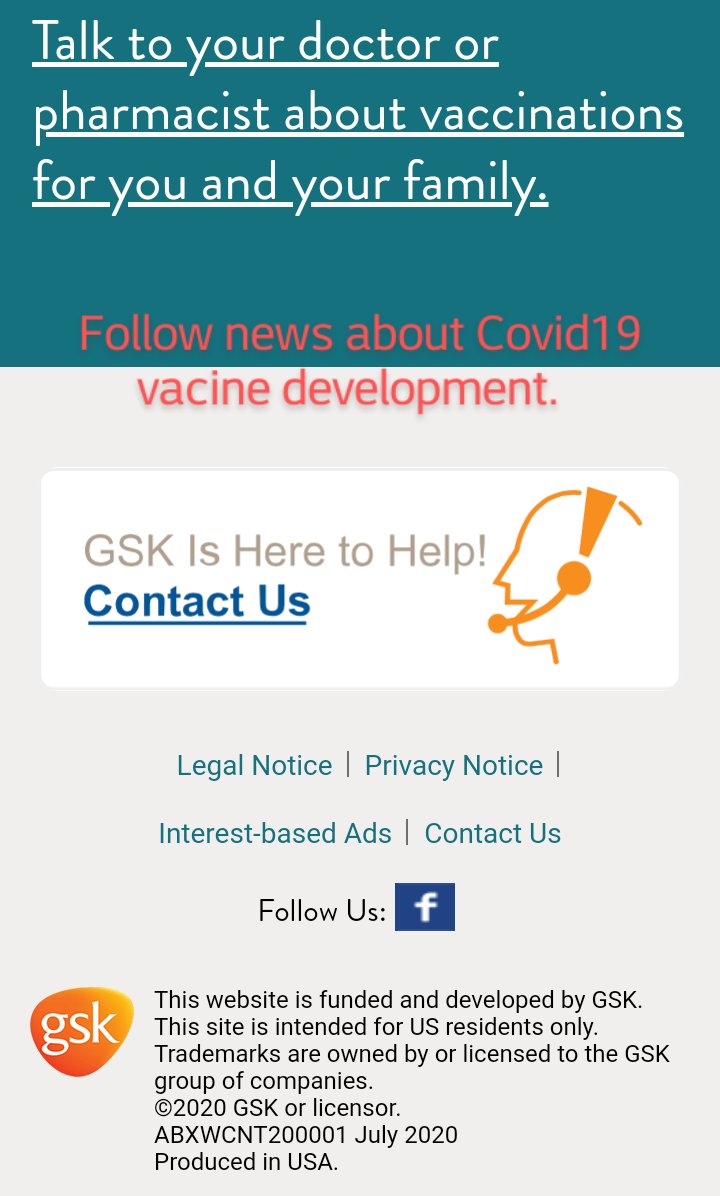 Talk to your doctor or
pharmacist about vaccinations
for you and your family.
Follow news about Covid19
vacine development.
GSK Is Here to Help!
Contact Us
Legal Notice | Privacy Notice |
Interest-based Ads | Contact Us
Follow Us: f
gsk
This website is funded and developed by GSK.
This site is intended for US residents only.
Trademarks are owned by or licensed to the GSK
group of companies.
©2020 GSK or licensor.
ABXWCNT200001 July 2020
Produced in USA.